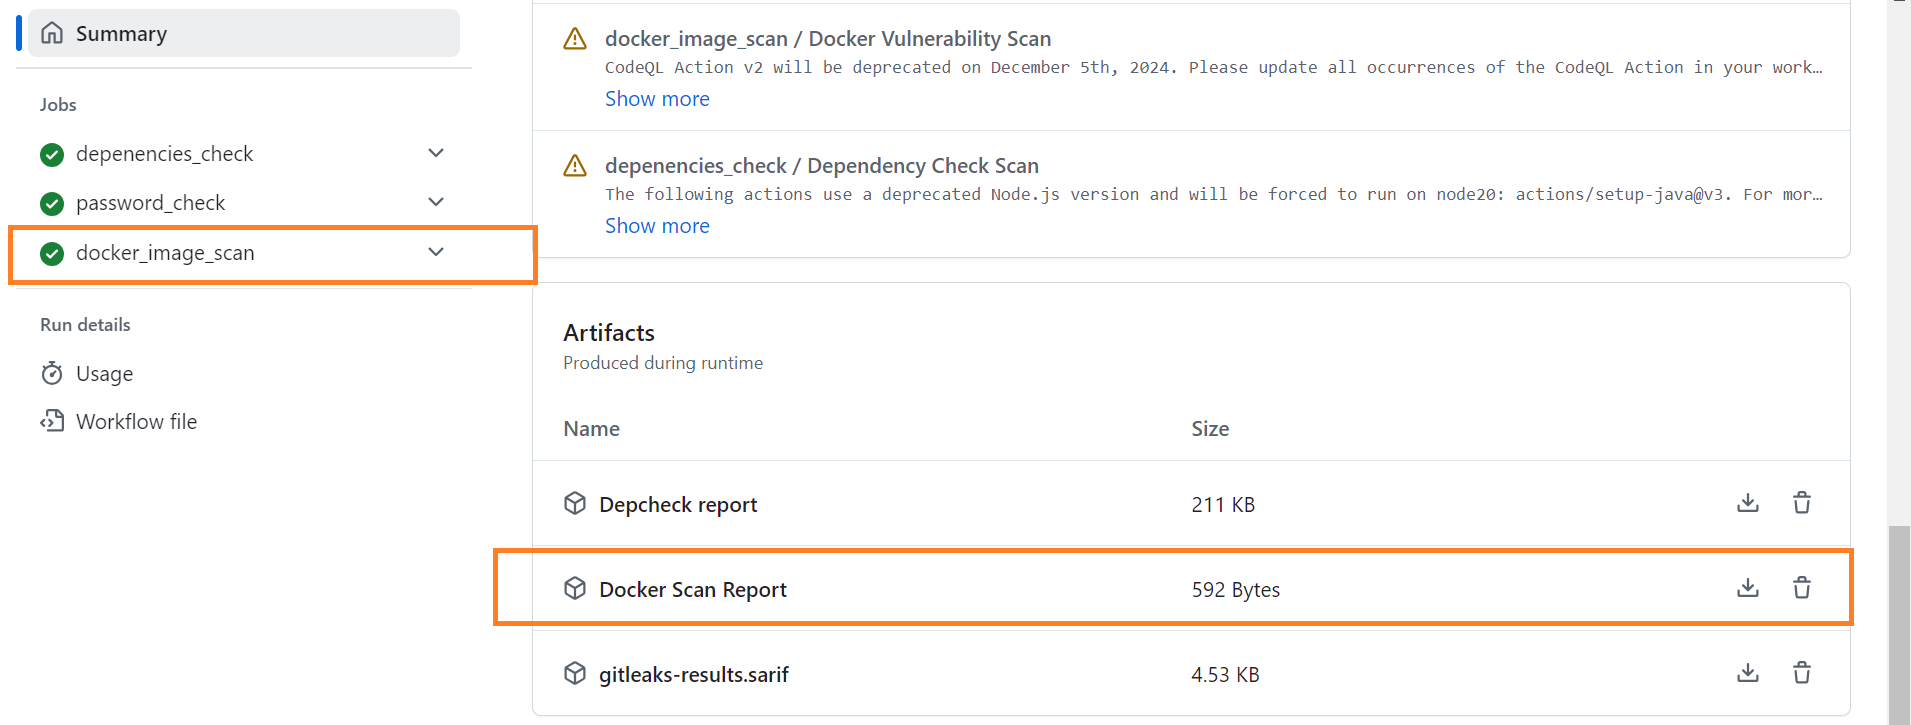 Summary
Jobs
depenencies_check
password_check
docker_image_scan
Run details
Usage
Workflow file
docker_image_scan / Docker Vulnerability Scan
CodeQL Action v2 will be deprecated on December 5th, 2024. Please update all occurrences of the CodeQL Action in your work…
Show more
depenencies_check / Dependency Check Scan
The following actions use a deprecated Node.js version and will be forced to run on node20: actions/setup-java@v3. For mor…
Show more
Artifacts
Produced during runtime
Name Size
Depcheck report 211 KB
Docker Scan Report 592 Bytes
gitleaks-results.sarif 4.53 KB